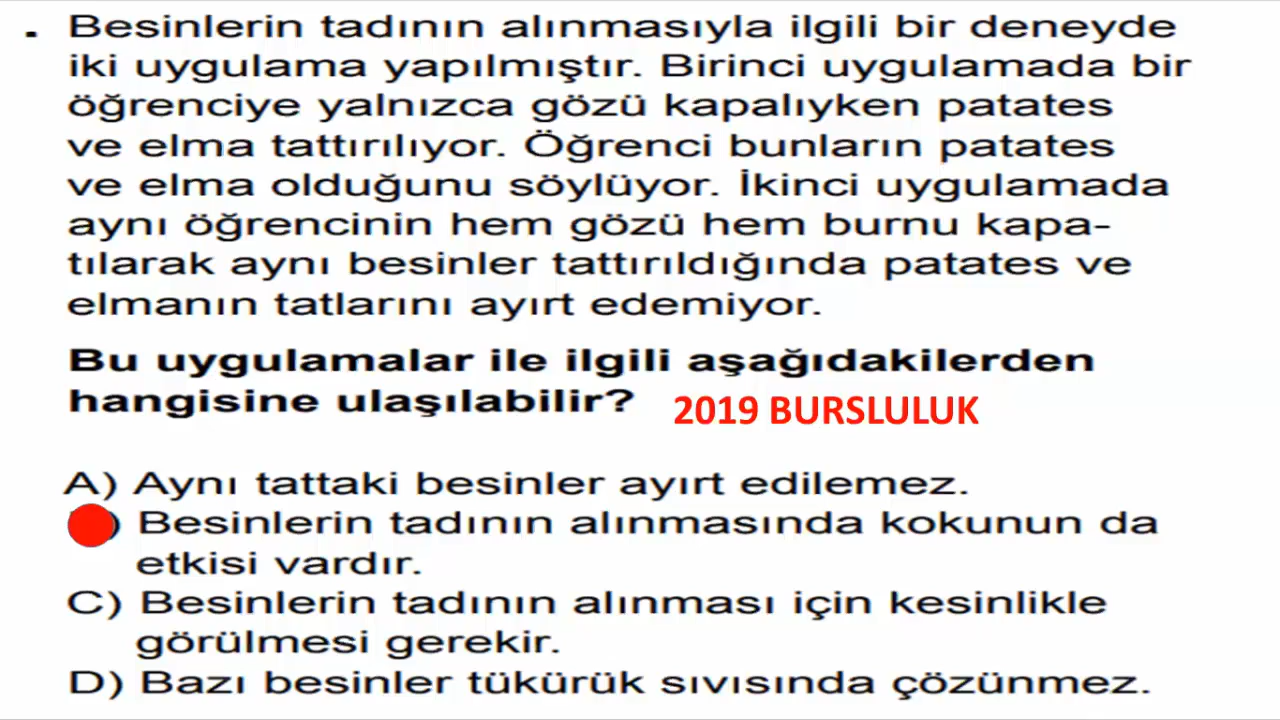 . Besinlerin tadının alınmasıyla ilgili bir deneyde
iki uygulama yapılmıştır. Birinci uygulamada bir
öğrenciye yalnızca gözü kapalıyken patates
ve elma tattırılıyor. Öğrenci bunların patates
ve elma olduğunu söylüyor. İkinci uygulamada
aynı öğrencinin hem gözü hem burnu kapa-
tılarak aynı besinler tattırıldığında patates ve
elmanın tatlarını ayırt edemiyor.
Bu uygulamalar ile ilgili aşağıdakilerden
hangisine ulaşılabilir? 2019 BURSLULUK
A) Aynı tattaki besinler ayırt edilemez.
) Besinlerin tadının alınmasında kokunun da
etkisi vardır.
C) Besinlerin tadının alınması için kesinlikle
görülmesi gerekir.
D) Bazı besinler tükürük sıvısında çözünmez.